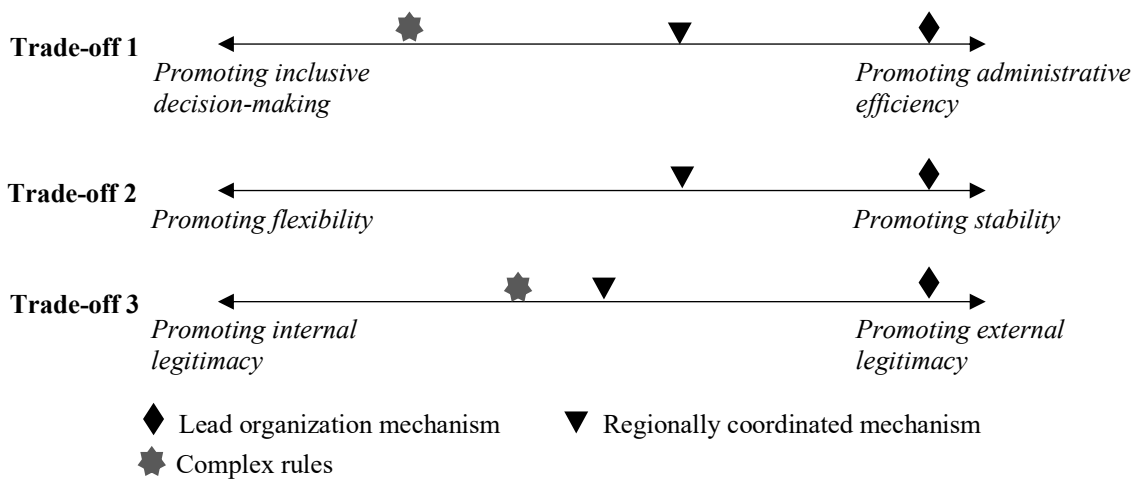 Trade-off 1
Promoting inclusive
decision-making
Promoting administrative
efficiency
Trade-off 2
Promoting flexibility
Promoting stability
Trade-off 3
Promoting internal
legitimacy
Promoting external
legitimacy
Lead organization mechanism
Regionally coordinated mechanism
Complex rules